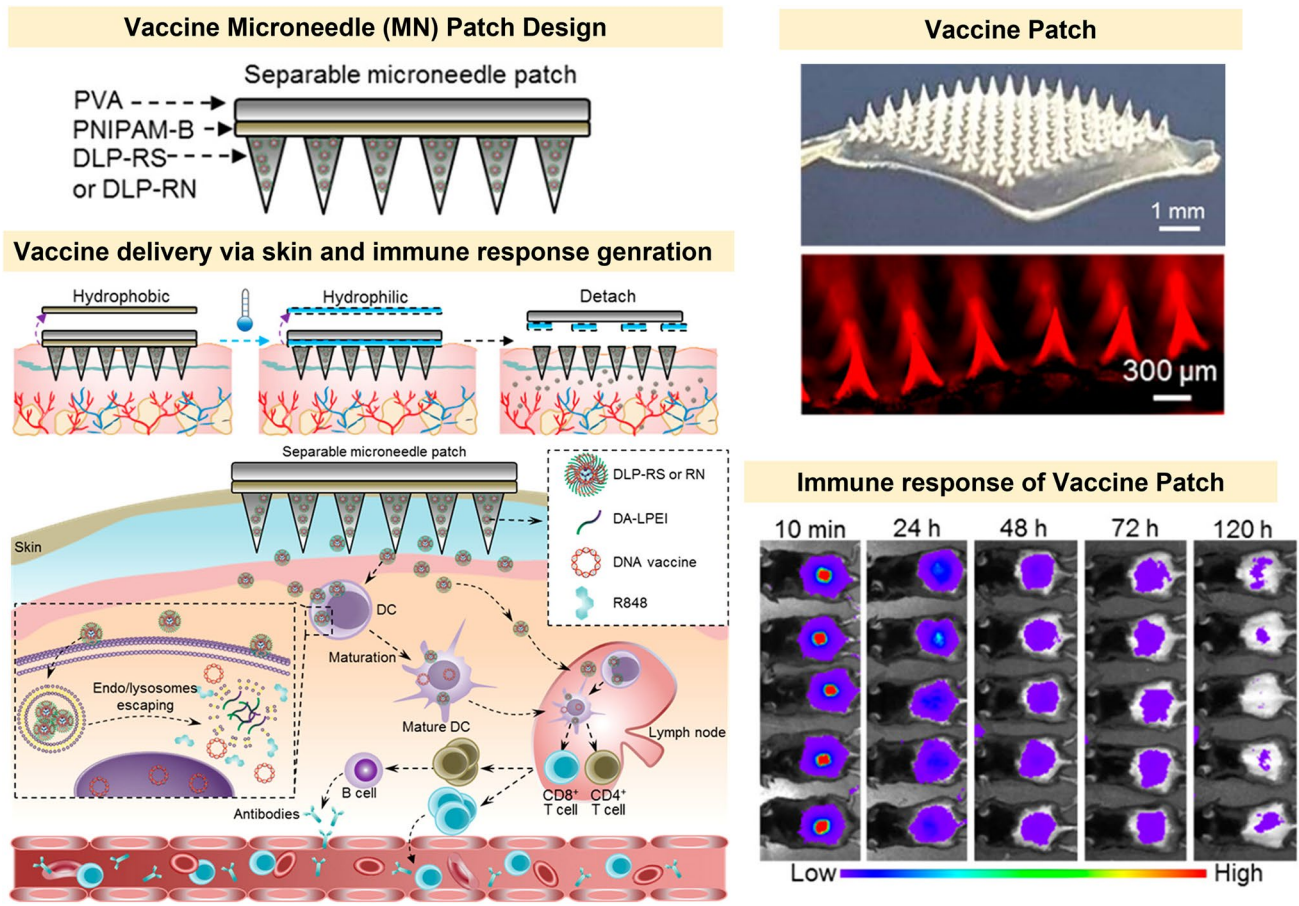 Vaccine Microneedle (MN) Patch Design
Separable microneedle patch
PVA
PNIPAM-B
DLP-RS
or DLP-RN
Vaccine delivery via skin and immune response genration
Hydrophobic
Hydrophilic
Detach
Separable microneedle patch
Skin
DLP-RS or RN
DA-LPEI
DNA vaccine
R848
DC
Maturation
Endo/lysosomes
escaping
Mature DC
Lymph node
B cell
CD8+
T cell
CD4+
T cell
Antibodies
Vaccine Patch
1 mm
300 µm
Immune response of Vaccine Patch
10 min 24 h 48 h 72 h 120 h
Low High